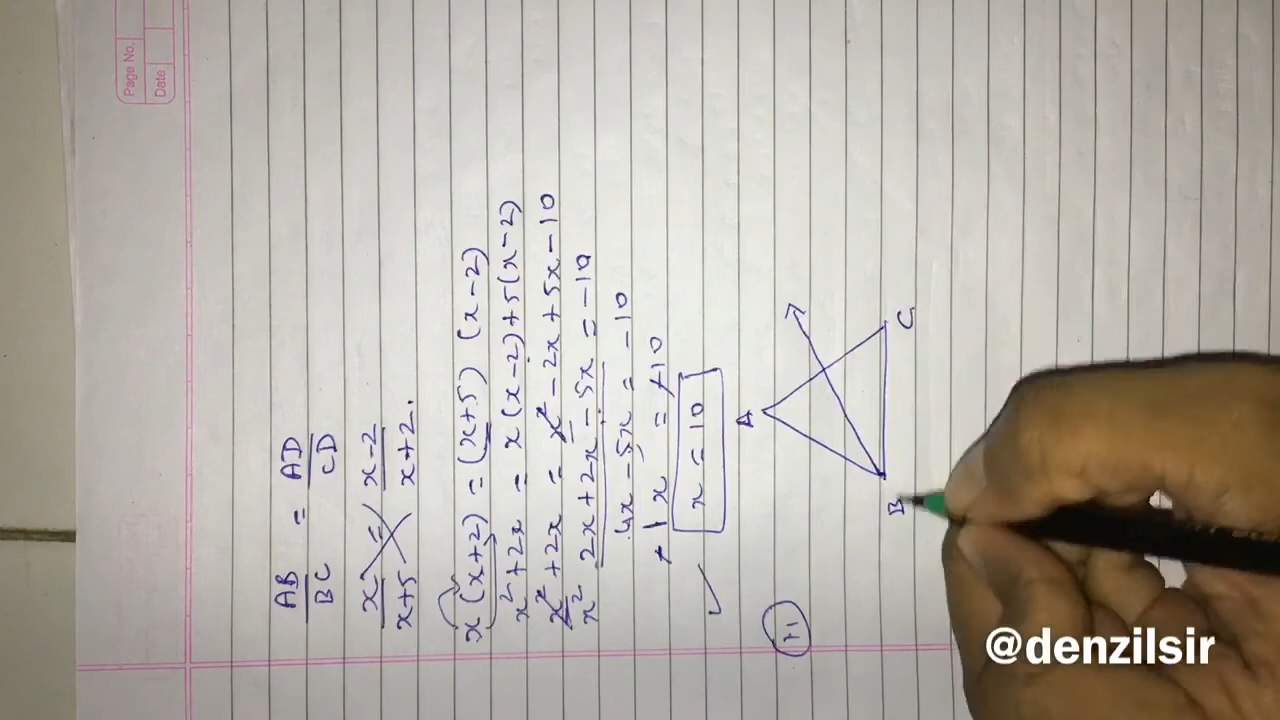 Page No.
Date
AB/BC = AD/CD
x/x+5 = x-2/x+2.
x(x+2) = (x+5)(x-2)
x²+2x = x(x-2)+5(x-2)
x²+2x = x²-2x+5x-10
x² 2x+2x-5x = -10
4x-5x = -10
-1x = -10
x = 10
A
B
C
@denzilsir